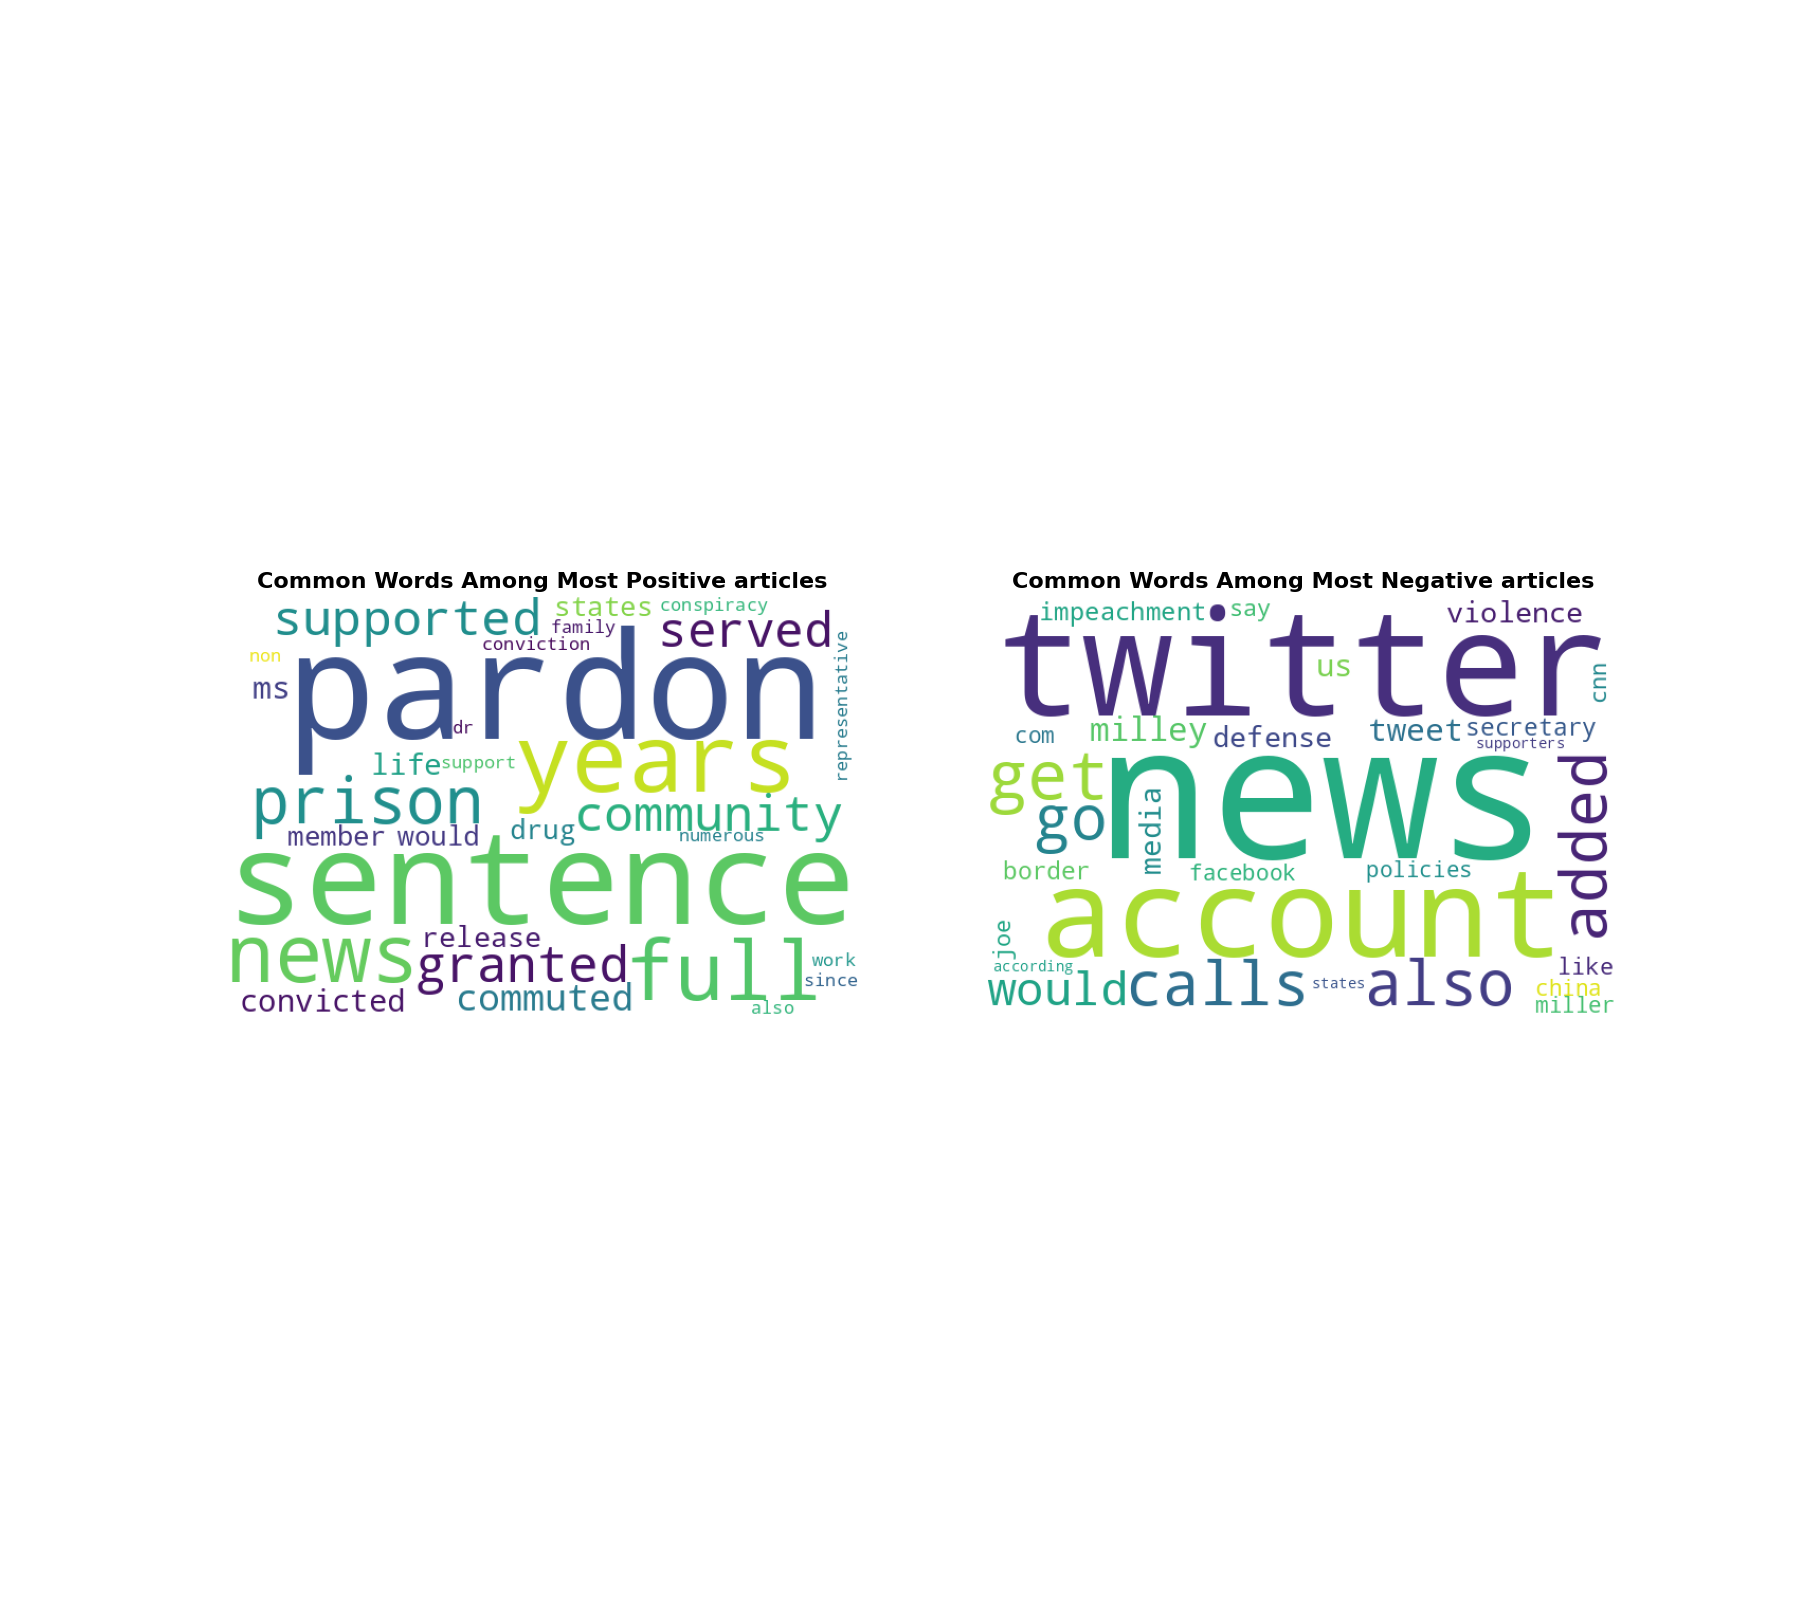 Common Words Among Most Positive articles
supported
states
conspiracy
family
served
conviction
non
pardon
representative
ms
dr
years
life
support
prison
community
member
would
drug
numerous
sentence
news
release
granted
full
work
since
convicted
commuted
also
Common Words Among Most Negative articles
impeachment
say
violence
twitter
us
cnn
com
milley
defense
tweet
secretary
supporters
get
news
added
go
media
border
facebook
policies
account
joe
according
would
calls
states
also
like
china
miller